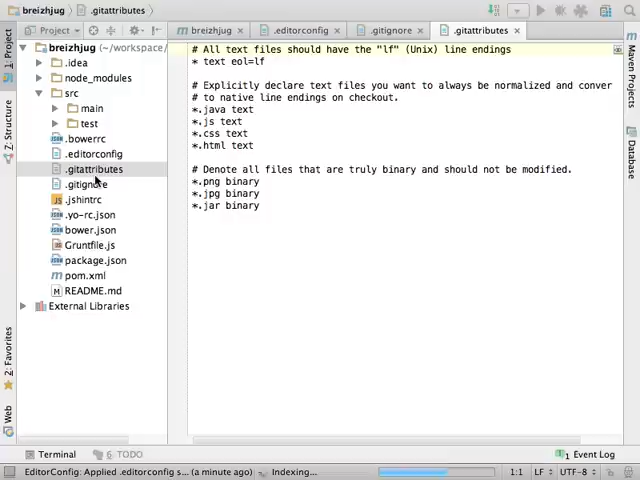 breizhjug
.gitattributes
Project
breizhjug
.editorconfig
.gitignore
.gitattributes
1: Project
Z: Structure
2: Favorites
Web
breizhjug (~/workspace/
.idea
node_modules
src
main
test
.bowerrc
.editorconfig
.gitattributes
.gitignore
.jshintrc
.yo-rc.json
bower.json
Gruntfile.js
package.json
pom.xml
README.md
External Libraries
# All text files should have the "lf" (Unix) line endings
* text eol=lf
# Explicitly declare text files you want to always be normalized and conver
# to native line endings on checkout.
*.java text
*.js text
*.css text
*.html text
# Denote all files that are truly binary and should not be modified.
*.png binary
*.jpg binary
*.jar binary
Maven Projects
Database
Terminal
6: TODO
1 Event Log
EditorConfig: Applied .editorconfig s... (a minute ago)
Indexing...
1:1
LF
UTF-8